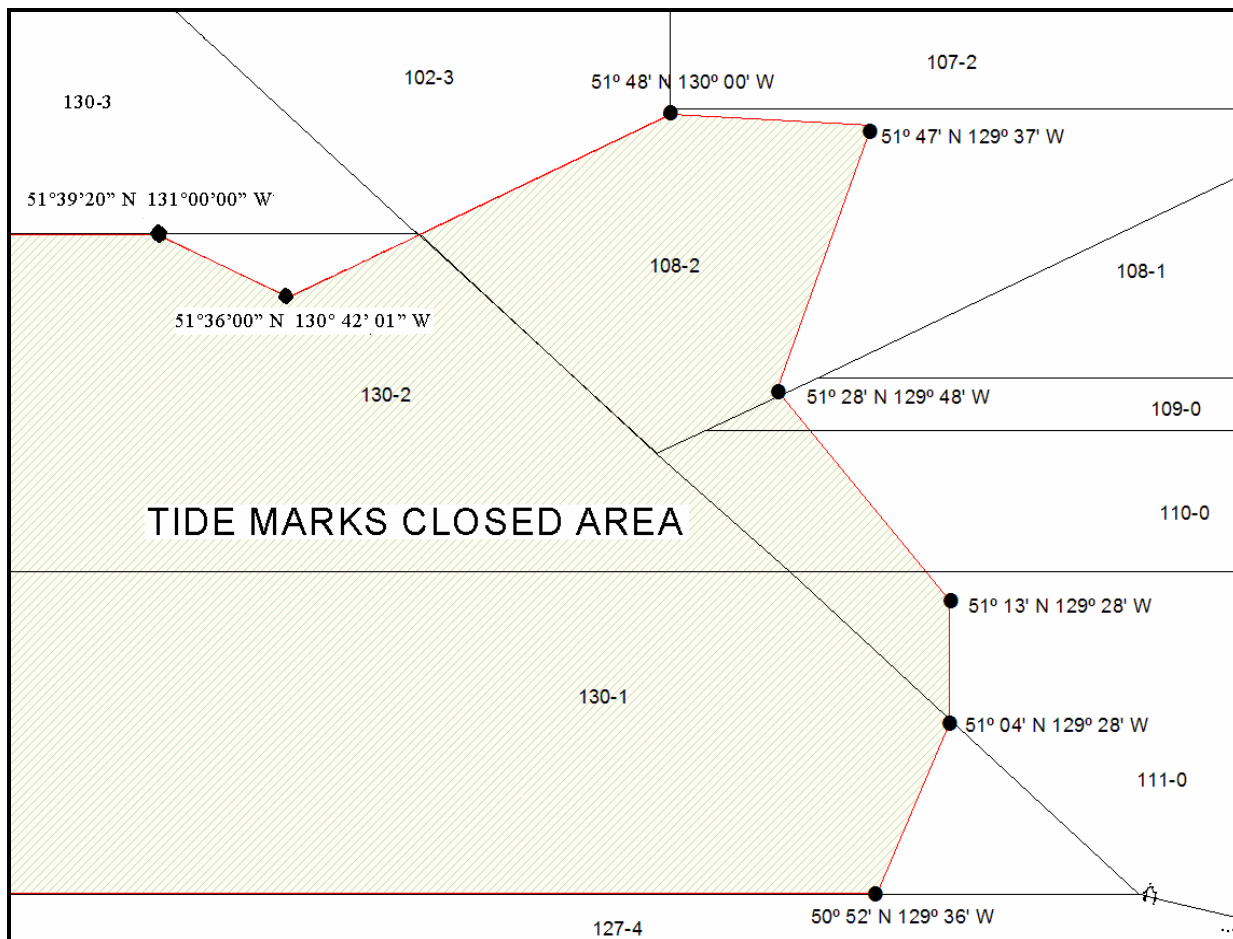 107-2
102-3
51º 48' N 130º 00' W
130-3
51º 47' N 129º 37' W
51°39’20” N 131°00’00” W
108-2
108-1
51°36’00” N 130° 42’ 01” W
130-2
51º 28' N 129º 48' W
109-0
TIDE MARKS CLOSED AREA
110-0
51º 13' N 129º 28' W
130-1
51º 04' N 129º 28' W
111-0
50º 52' N 129º 36' W
127-4